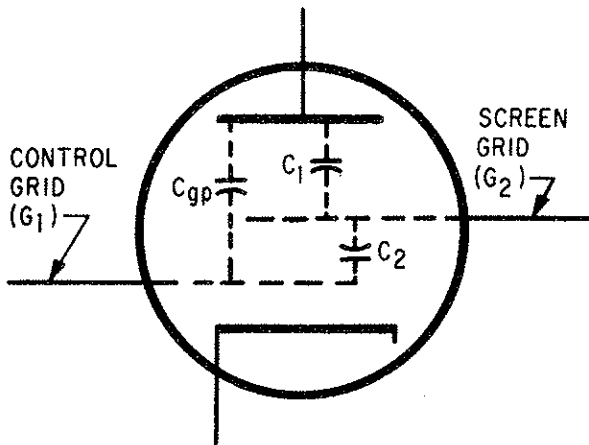 CONTROL
GRID
(G1)
Cgp
C1
C2
SCREEN
GRID
(G2)